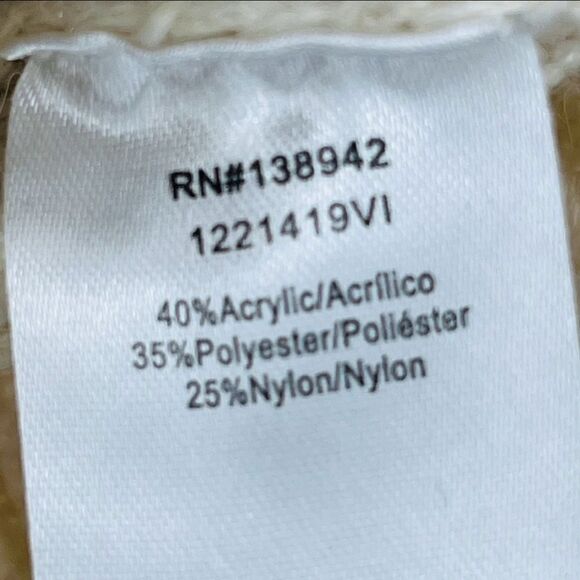 RN#138942
1221419VI
40%Acrylic/Acrílico
35%Polyester/Poliéster
25%Nylon/Nylon